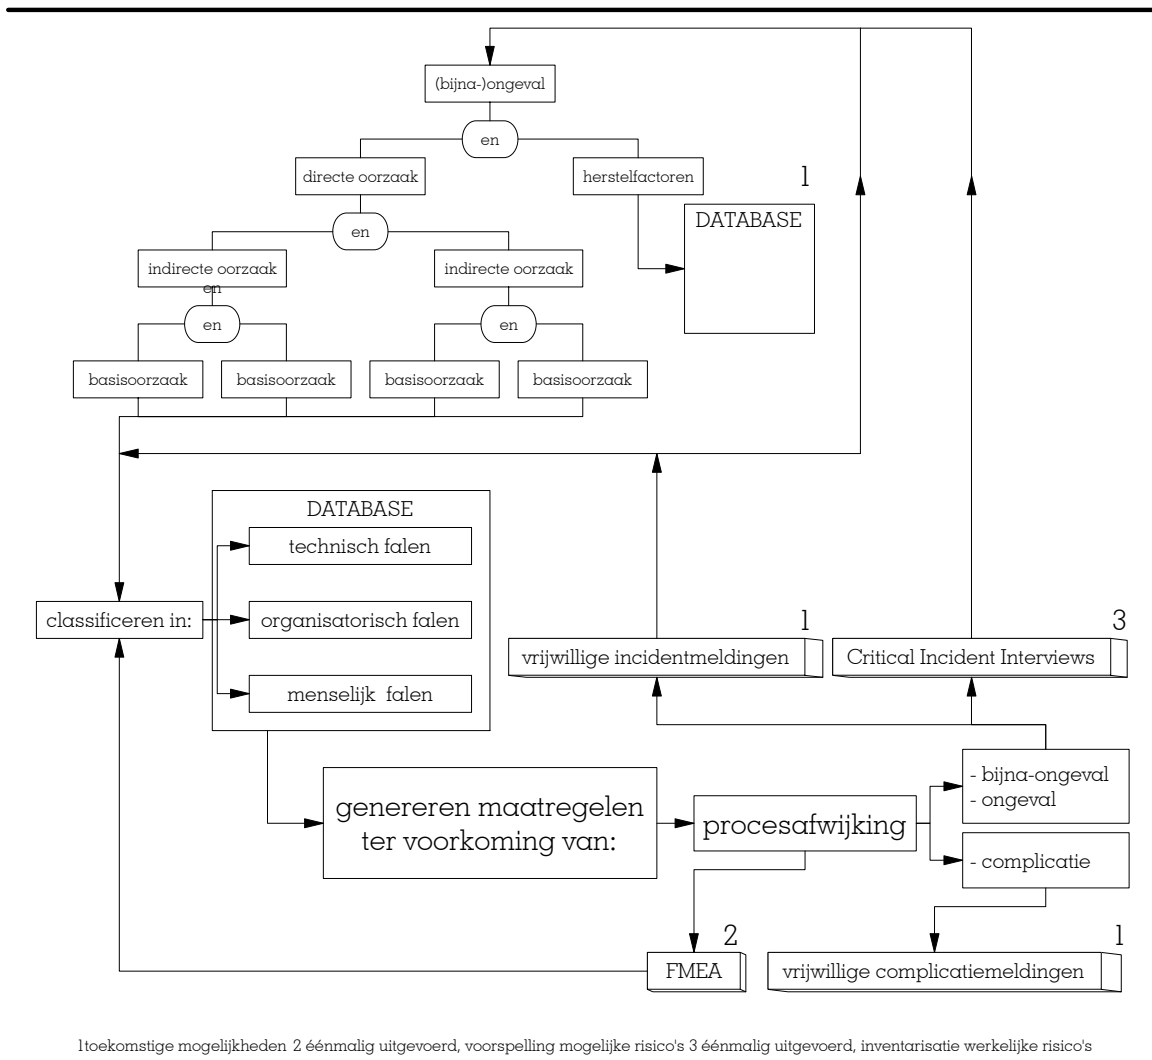 (bijna-)ongeval
en
directe oorzaak
herstelfactoren
1
DATABASE
en
indirecte oorzaak
en
indirecte oorzaak
en
en
basisoorzaak
basisoorzaak
basisoorzaak
basisoorzaak
DATABASE
technisch falen
classificeren in:
organisatorisch falen
menselijk falen
1
vrijwillige incidentmeldingen
3
Critical Incident Interviews
genereren maatregelen
ter voorkoming van:
procesafwijking
- bijna-ongeval
- ongeval
- complicatie
2
FMEA
1
vrijwillige complicatiemeldingen
1toekomstige mogelijkheden 2 éénmalig uitgevoerd, voorspelling mogelijke risico's 3 éénmalig uitgevoerd, inventarisatie werkelijke risico's